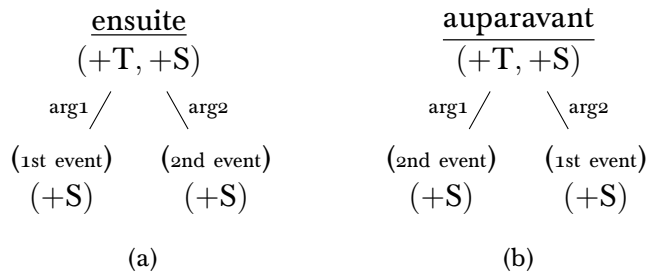 ensuite auparavant
(+T, +S) (+T, +S)
arg1 arg2 arg1 arg2
(1st event) (2nd event) (2nd event) (1st event)
(+S) (+S) (+S) (+S)
(a) (b)